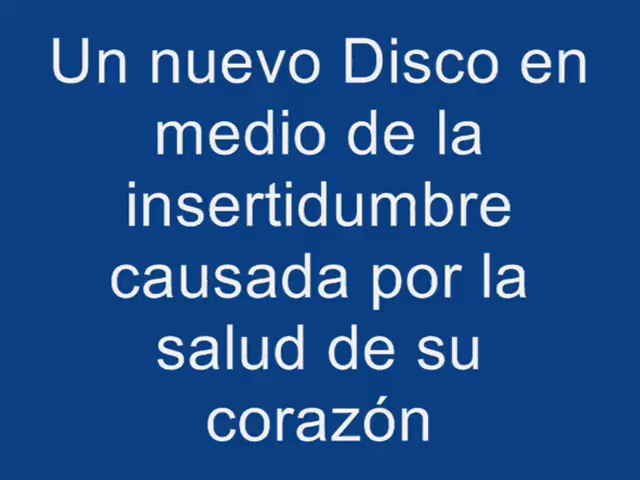 Un nuevo Disco en
medio de la
insertidumbre
causada por la
salud de su
corazón